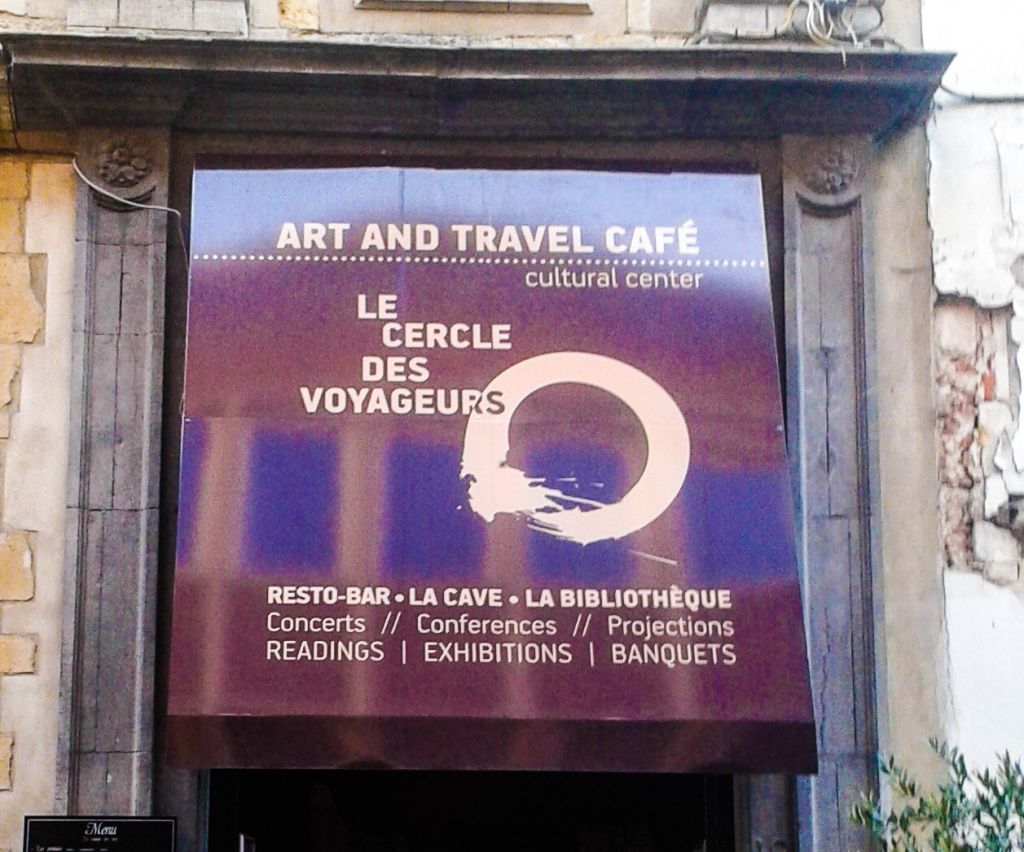 ART AND TRAVEL CAFÉ
cultural center
LE
CERCLE
DES
VOYAGEURS
RESTO-BAR • LA CAVE • LA BIBLIOTHÈQUE
Concerts // Conferences // Projections
READINGS | EXHIBITIONS | BANQUETS
Menu